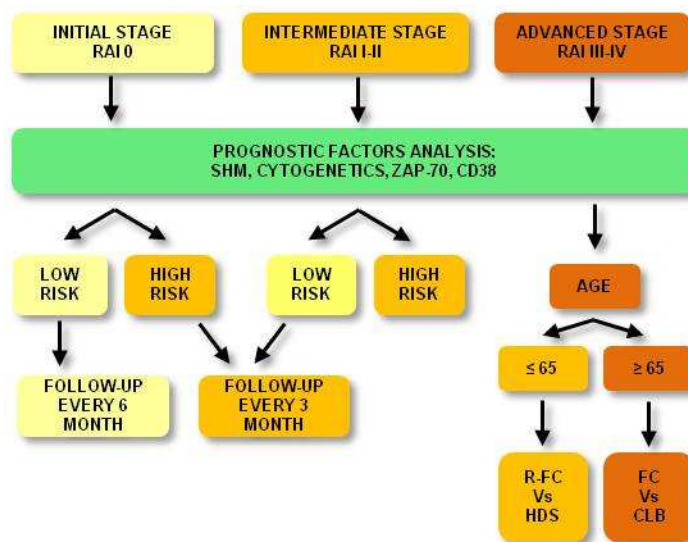 INITIAL STAGE
RAI 0
INTERMEDIATE STAGE
RAI I-II
ADVANCED STAGE
RAI III-IV
PROGNOSTIC FACTORS ANALYSIS:
SHM, CYTOGENETICS, ZAP-70, CD38
LOW
RISK
HIGH
RISK
LOW
RISK
HIGH
RISK
AGE
FOLLOW-UP
EVERY 6
MONTH
FOLLOW-UP
EVERY 3
MONTH
≤ 65
≥ 65
R-FC
Vs
HDS
FC
Vs
CLB